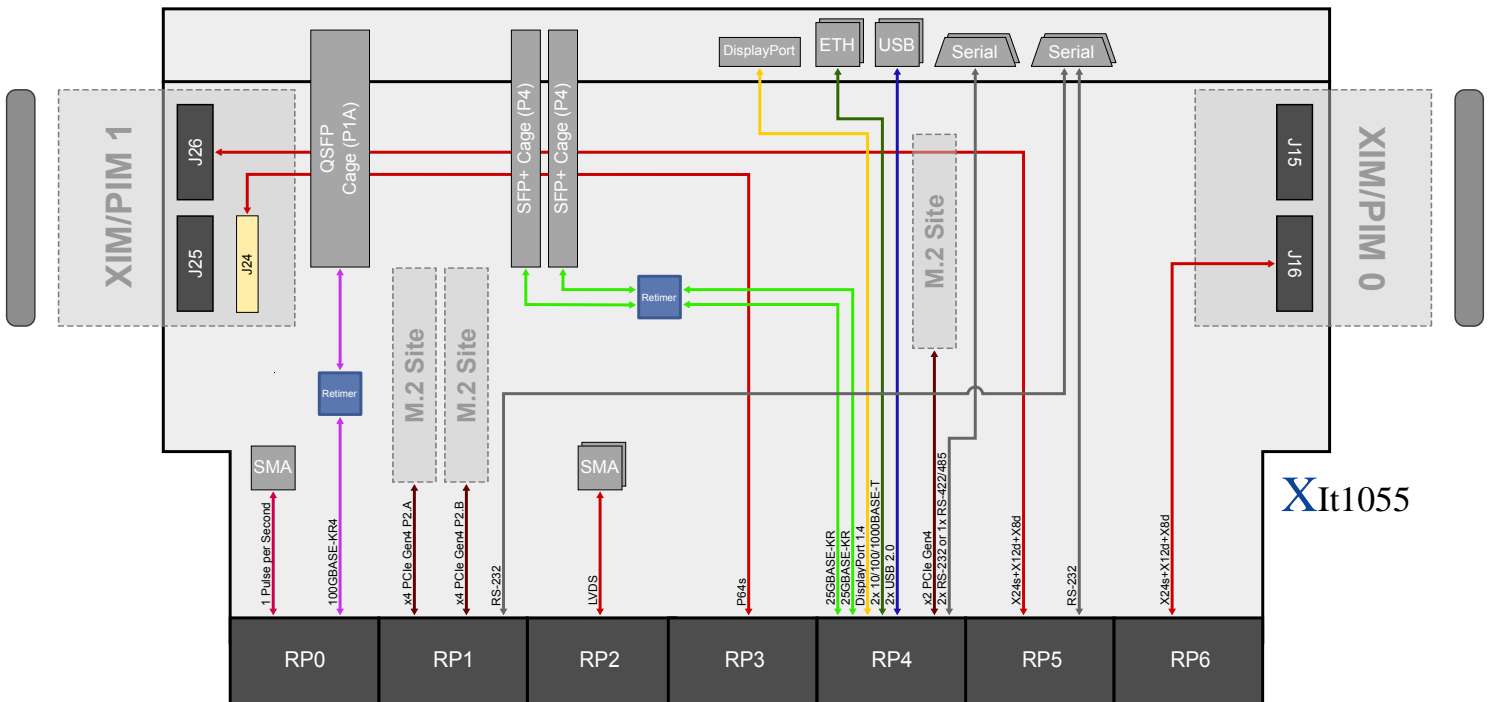 DisplayPort
ETH
USB
Serial
Serial
XIM/PIM 1
J26
J25
J24
QSFP
Cage (P1A)
SFP+ Cage (P4)
SFP+ Cage (P4)
M.2 Site
J15
J16
XIM/PIM 0
Retimer
Retimer
M.2 Site
M.2 Site
SMA
SMA
XIt1055
1 Pulse per Second
100GBASE-KR4
x4 PCIe Gen4 P2.A
x4 PCIe Gen4 P2.B
RS-232
LVDS
P64s
25GBASE-KR
25GBASE-KR
DisplayPort 1.4
2x 10/100/1000BASE-T
2x USB 2.0
x2 PCIe Gen4
2x RS-232 or 1x RS-422/485
X24s+X12d+X8d
RS-232
X24s+X12d+X8d
RP0
RP1
RP2
RP3
RP4
RP5
RP6